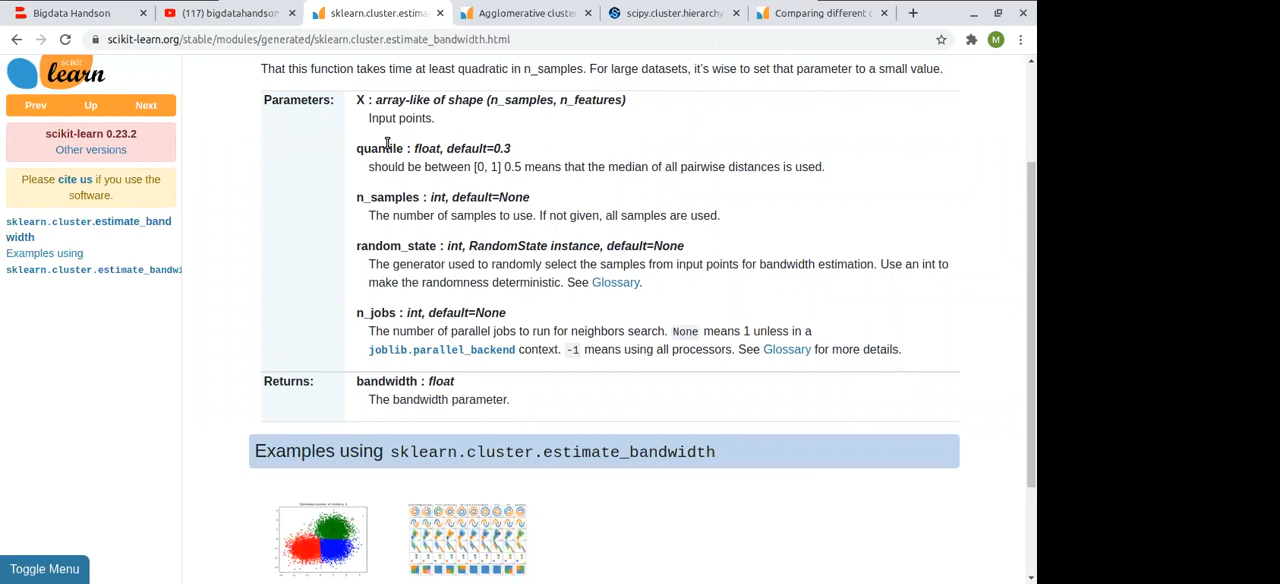 Bigdata Handson
(117) bigdatahandson
sklearn.cluster.estima
Agglomerative cluste
scipy.cluster.hierarchy
Comparing different c
scikit-learn.org/stable/modules/generated/sklearn.cluster.estimate_bandwidth.html
M
scikit
learn
Prev Up Next
scikit-learn 0.23.2
Other versions
Please cite us if you use the
software.
sklearn.cluster.estimate_band
width
Examples using
sklearn.cluster.estimate_bandwi
Toggle Menu
That this function takes time at least quadratic in n_samples. For large datasets, it's wise to set that parameter to a small value.
Parameters:
X : array-like of shape (n_samples, n_features)
Input points.
quantile : float, default=0.3
should be between [0, 1] 0.5 means that the median of all pairwise distances is used.
n_samples : int, default=None
The number of samples to use. If not given, all samples are used.
random_state : int, RandomState instance, default=None
The generator used to randomly select the samples from input points for bandwidth estimation. Use an int to
make the randomness deterministic. See Glossary.
n_jobs : int, default=None
The number of parallel jobs to run for neighbors search. None means 1 unless in a
joblib.parallel_backend context. -1 means using all processors. See Glossary for more details.
Returns:
bandwidth : float
The bandwidth parameter.
Examples using sklearn.cluster.estimate_bandwidth